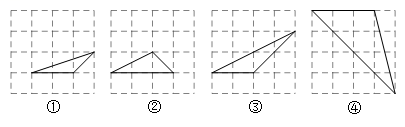 ① ② ③ ④